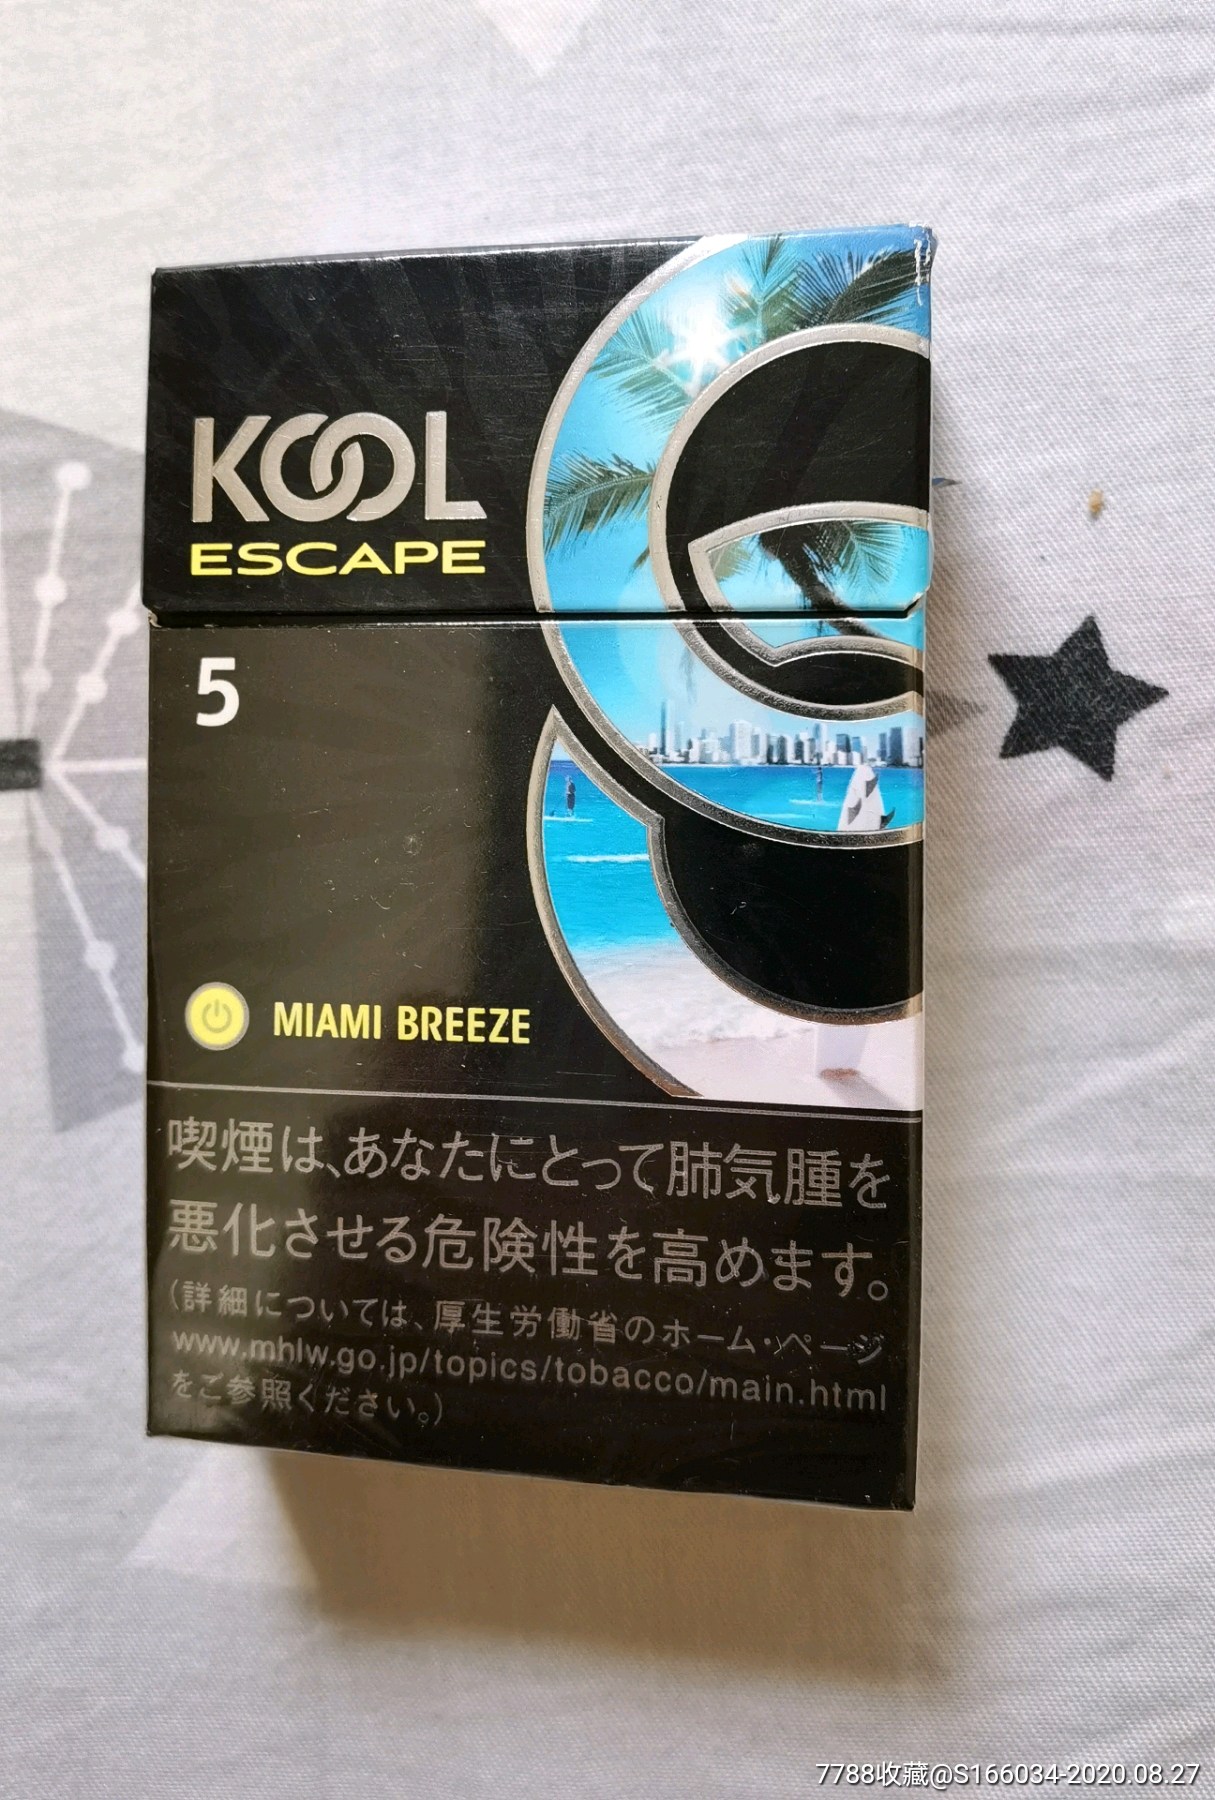 KOOL
ESCAPE
5
MIAMI BREEZE
喫煙は、あなたにとって肺気腫を
悪化させる危険性を高めます。
(詳細については、厚生労働省のホーム・ページ
www.mhlw.go.jp/topics/tobacco/main.html
をご参照ください。)
7788收藏@S166034-2020.08.27